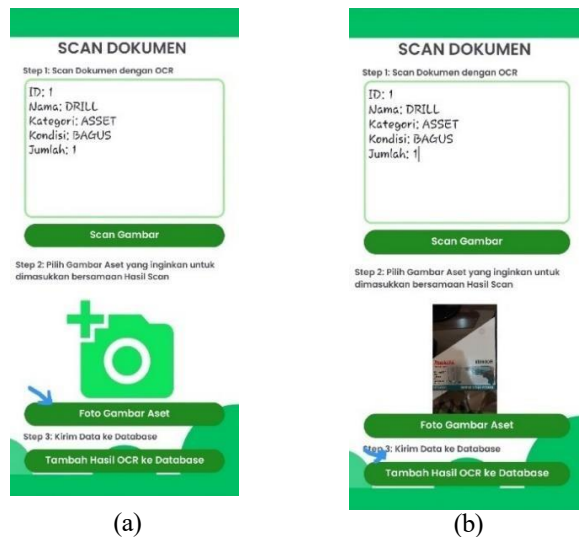 SCAN DOKUMEN
Step 1: Scan Dokumen dengan OCR
ID: 1
Nama: DRILL
Kategori: ASSET
Kondisi: BAGUS
Jumlah: 1
Scan Gambar
Step 2: Pilih Gambar Aset yang inginkan untuk
dimasukkan bersamaan Hasil Scan
Foto Gambar Aset
Step 3: Kirim Data ke Database
Tambah Hasil OCR ke Database
(a)
SCAN DOKUMEN
Step 1: Scan Dokumen dengan OCR
ID: 1
Nama: DRILL
Kategori: ASSET
Kondisi: BAGUS
Jumlah: 1
Scan Gambar
Step 2: Pilih Gambar Aset yang inginkan untuk
dimasukkan bersamaan Hasil Scan
Foto Gambar Aset
Step 3: Kirim Data ke Database
Tambah Hasil OCR ke Database
(b)